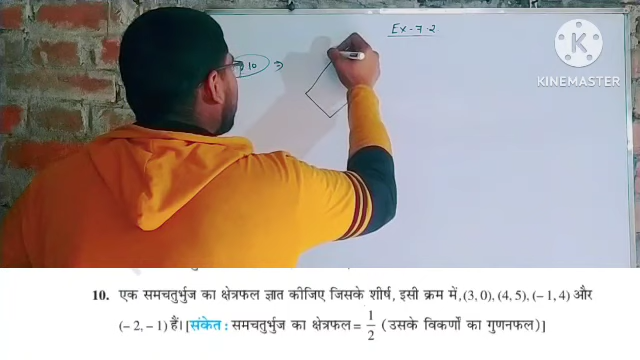 Ex-7.2
10 ⇒
KINEMASTER
10. एक समचतुर्भुज का क्षेत्रफल ज्ञात कीजिए जिसके शीर्ष, इसी क्रम में, (3, 0), (4, 5), (– 1, 4) और
(– 2, – 1) हैं। [संकेत : समचतुर्भुज का क्षेत्रफल = 1/2 (उसके विकर्णों का गुणनफल)]